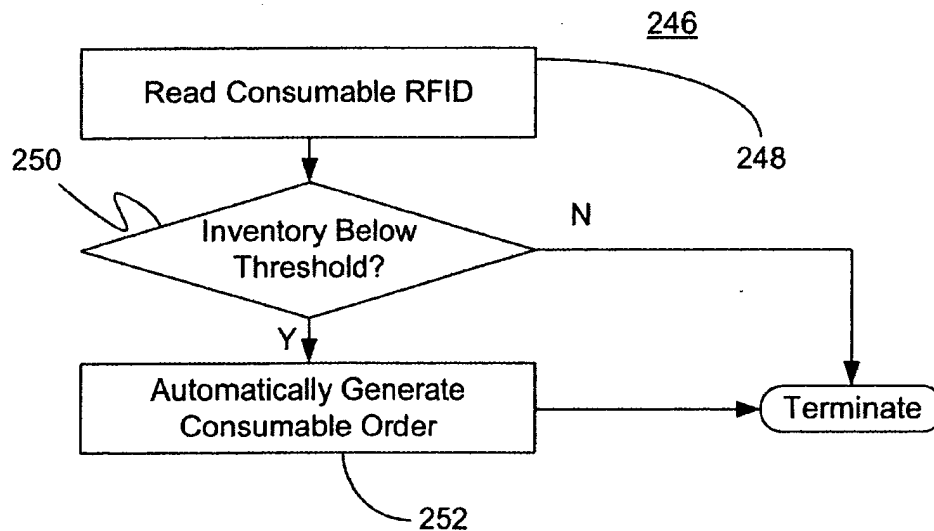 246
Read Consumable RFID
248
250
Inventory Below
Threshold?
N
Y
Automatically Generate
Consumable Order
Terminate
252